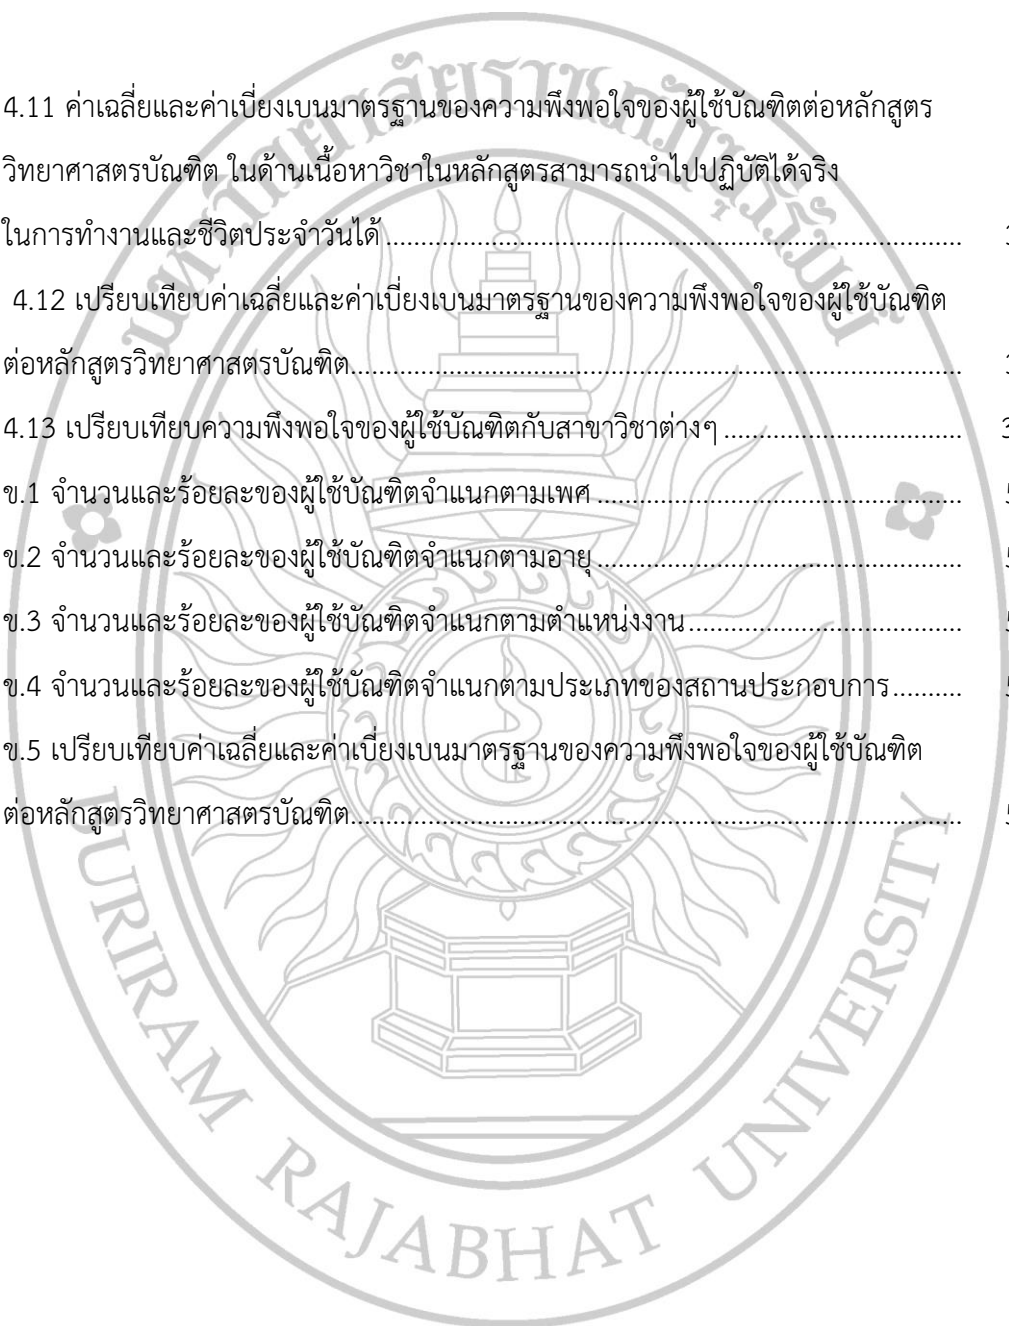 มหาวิทยาลัยราชภัฏบุรีรัมย์
4.11 ค่าเฉลี่ยและค่าเบี่ยงเบนมาตรฐานของความพึงพอใจของผู้ใช้บัณฑิตต่อหลักสูตร
วิทยาศาสตรบัณฑิต ในด้านเนื้อหาวิชาในหลักสูตรสามารถนำไปปฏิบัติได้จริง
ในการทำงานและชีวิตประจำวันได้ ..................................................................................
4.12 เปรียบเทียบค่าเฉลี่ยและค่าเบี่ยงเบนมาตรฐานของความพึงพอใจของผู้ใช้บัณฑิต
ต่อหลักสูตรวิทยาศาสตรบัณฑิต.......................................................................................
4.13 เปรียบเทียบความพึงพอใจของผู้ใช้บัณฑิตกับสาขาวิชาต่างๆ .................................. 3
ข.1 จำนวนและร้อยละของผู้ใช้บัณฑิตจำแนกตามเพศ ....................................................
ข.2 จำนวนและร้อยละของผู้ใช้บัณฑิตจำแนกตามอายุ ....................................................
ข.3 จำนวนและร้อยละของผู้ใช้บัณฑิตจำแนกตามตำแหน่งงาน .......................................
ข.4 จำนวนและร้อยละของผู้ใช้บัณฑิตจำแนกตามประเภทของสถานประกอบการ ..........
ข.5 เปรียบเทียบค่าเฉลี่ยและค่าเบี่ยงเบนมาตรฐานของความพึงพอใจของผู้ใช้บัณฑิต
ต่อหลักสูตรวิทยาศาสตรบัณฑิต.......................................................................................
BURIRAM RAJABHAT UNIVERSITY